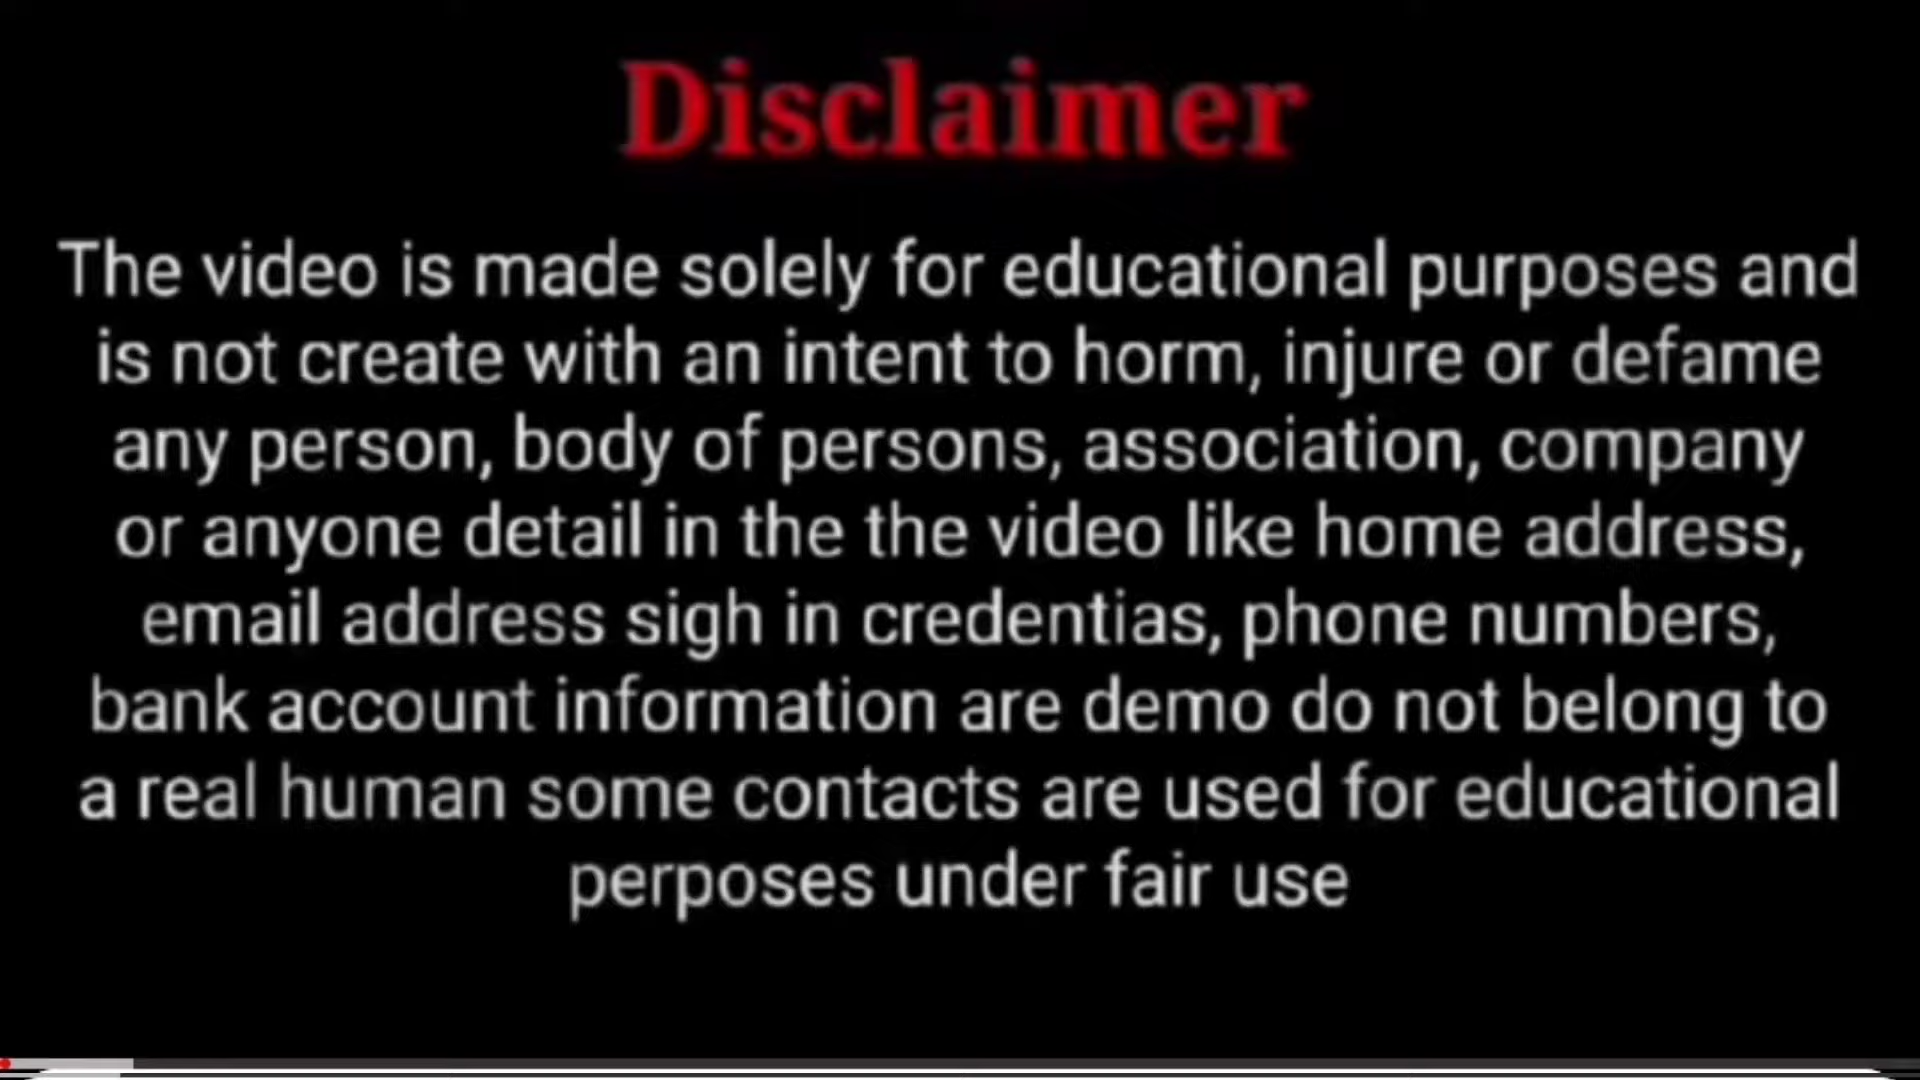 Disclaimer
The video is made solely for educational purposes and
is not create with an intent to horm, injure or defame
any person, body of persons, association, company
or anyone detail in the the video like home address,
email address sigh in credentias, phone numbers,
bank account information are demo do not belong to
a real human some contacts are used for educational
perposes under fair use